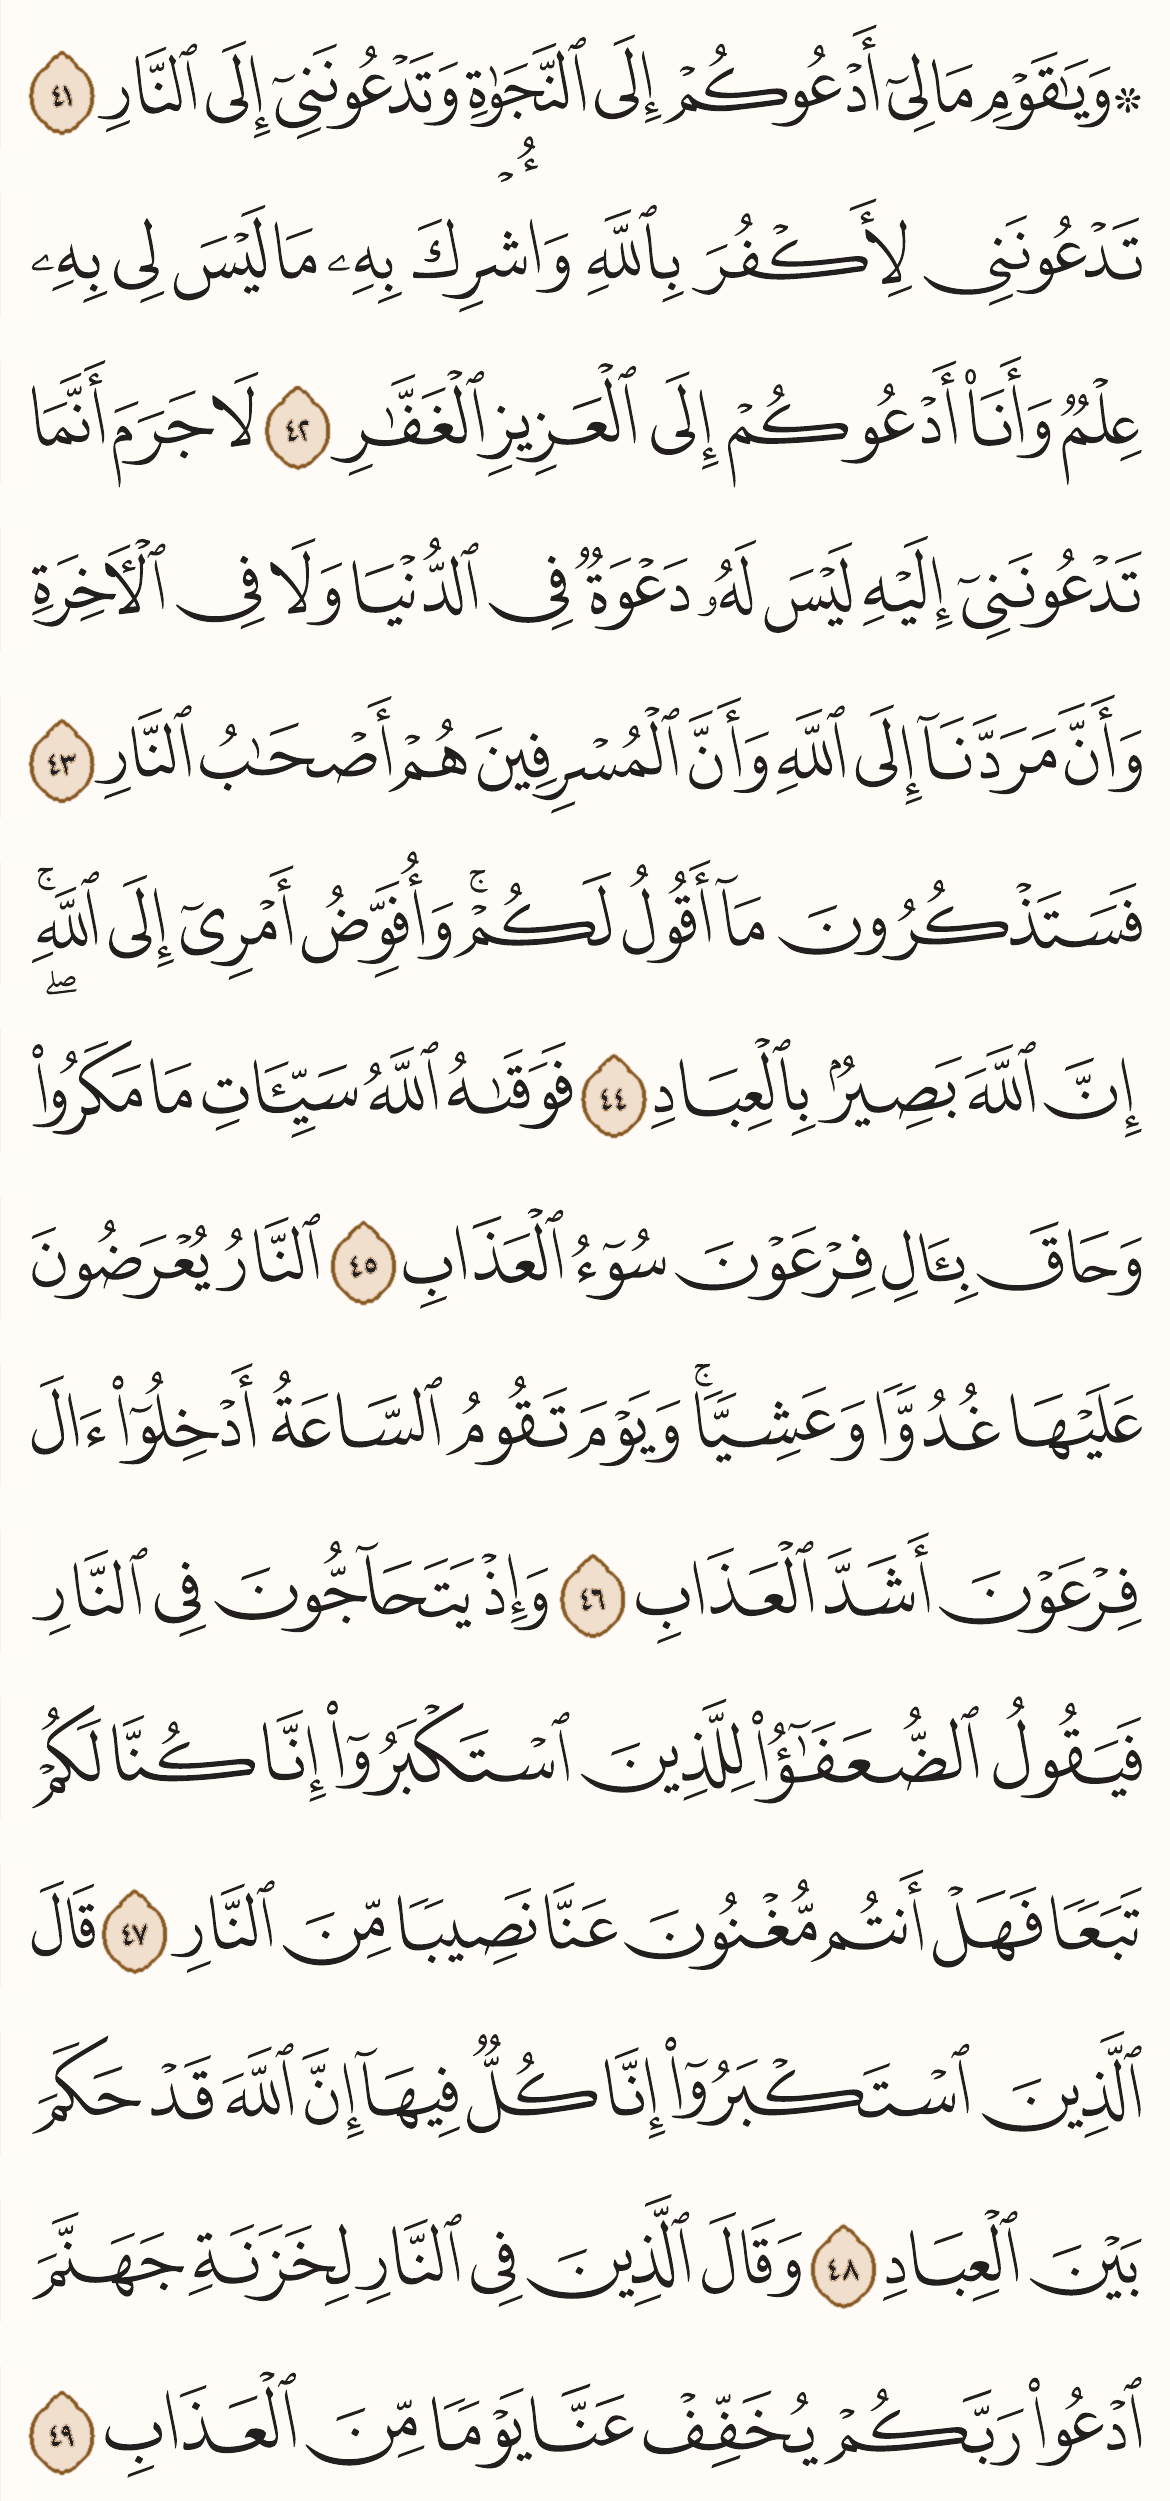 ۞وَيَٰقَوۡمِ مَالِيٓ أَدۡعُوكُمۡ إِلَى ٱلنَّجَوٰةِ وَتَدۡعُونَنِيٓ إِلَى ٱلنَّارِ ٤١
تَدۡعُونَنِي لِأَكۡفُرَ بِٱللَّهِ وَأُشۡرِكَ بِهِۦ مَالَيۡسَ لِي بِهِۦ
عِلۡمٞ وَأَنَا۠ أَدۡعُوكُمۡ إِلَى ٱلۡعَزِيزِ ٱلۡغَفَّٰرِ ٤٢ لَا جَرَمَ أَنَّمَا
تَدۡعُونَنِيٓ إِلَيۡهِ لَيۡسَ لَهُۥ دَعۡوَةٞ فِي ٱلدُّنۡيَا وَلَا فِي ٱلۡأٓخِرَةِ
وَأَنَّ مَرَدَّنَآ إِلَى ٱللَّهِ وَأَنَّ ٱلۡمُسۡرِفِينَ هُمۡ أَصۡحَٰبُ ٱلنَّارِ ٤٣
فَسَتَذۡكُرُونَ مَآ أَقُولُ لَكُمۡۚ وَأُفَوِّضُ أَمۡرِيٓ إِلَى ٱللَّهِۚۖ
إِنَّ ٱللَّهَ بَصِيرُۢ بِٱلۡعِبَادِ ٤٤ فَوَقَىٰهُ ٱللَّهُ سَيِّـَٔاتِ مَا مَكَرُواْ
وَحَاقَ بِـَٔالِ فِرۡعَوۡنَ سُوٓءُ ٱلۡعَذَابِ ٤٥ ٱلنَّارُ يُعۡرَضُونَ
عَلَيۡهَا غُدُوّٗا وَعَشِيّٗاۚ وَيَوۡمَ تَقُومُ ٱلسَّاعَةُ أَدۡخِلُوٓاْ ءَالَ
فِرۡعَوۡنَ أَشَدَّ ٱلۡعَذَابِ ٤٦ وَإِذۡ يَتَحَآجُّونَ فِي ٱلنَّارِ
فَيَقُولُ ٱلضُّعَفَٰٓؤُاْ لِلَّذِينَ ٱسۡتَكۡبَرُوٓاْ إِنَّا كُنَّا لَكُمۡ
تَبَعٗا فَهَلۡ أَنتُم مُّغۡنُونَ عَنَّا نَصِيبٗا مِّنَ ٱلنَّارِ ٤٧ قَالَ
ٱلَّذِينَ ٱسۡتَكۡبَرُوٓاْ إِنَّا كُلّٞ فِيهَآ إِنَّ ٱللَّهَ قَدۡ حَكَمَ
بَيۡنَ ٱلۡعِبَادِ ٤٨ وَقَالَ ٱلَّذِينَ فِي ٱلنَّارِ لِخَزَنَةِ جَهَنَّمَ
ٱدۡعُواْ رَبَّكُمۡ يُخَفِّفۡ عَنَّا يَوۡمٗا مِّنَ ٱلۡعَذَابِ ٤٩